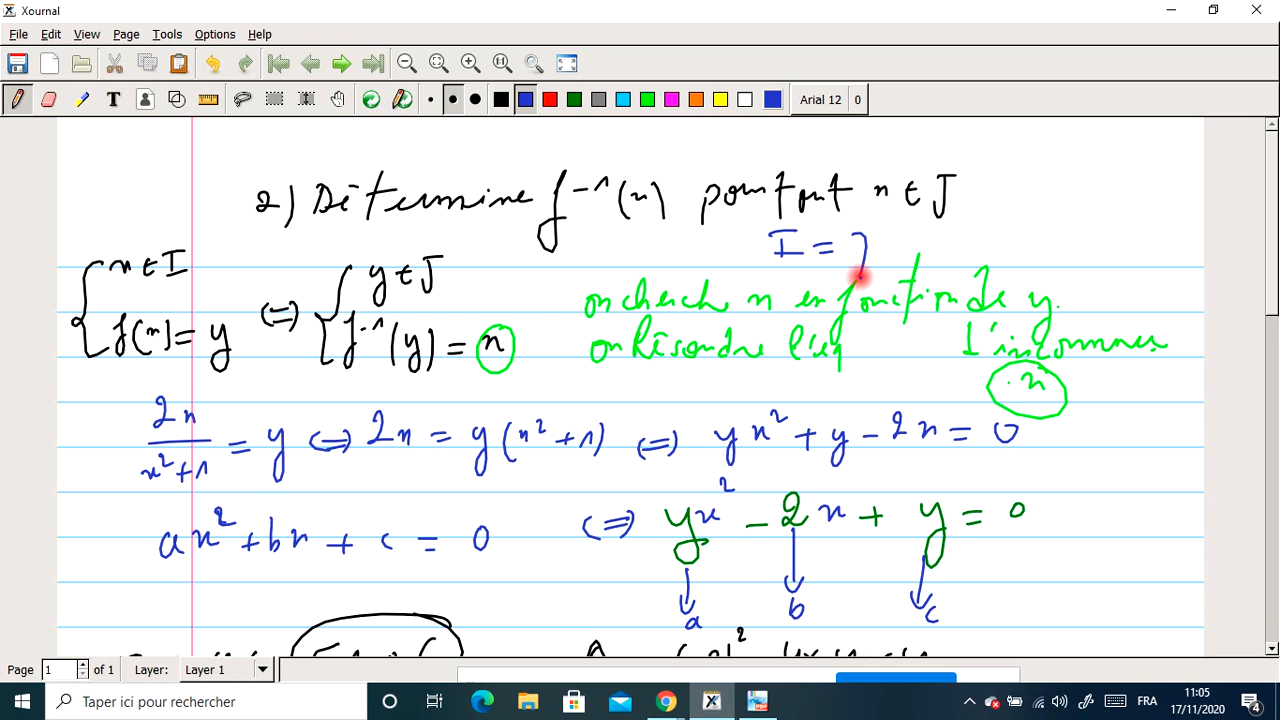 Xournal
File Edit View Page Tools Options Help
Arial 12 0
2) Détermine f⁻¹(x) pour tout x ∈ J
I = ]
{ x ∈ I ⇔ { y ∈ J
f(x) = y f⁻¹(y) = x
on cherche x en fonction de y.
on Résoudre l'éq l'inconnue
x
2x / (x² + 1) = y ⇔ 2x = y(x² + 1) ⇔ yx² + y - 2x = 0
ax² + bx + c = 0 ⇔ yx² - 2x + y = 0
a b c
Page 1 of 1 Layer: Layer 1
Taper ici pour rechercher
FRA
11:05
17/11/2020
4